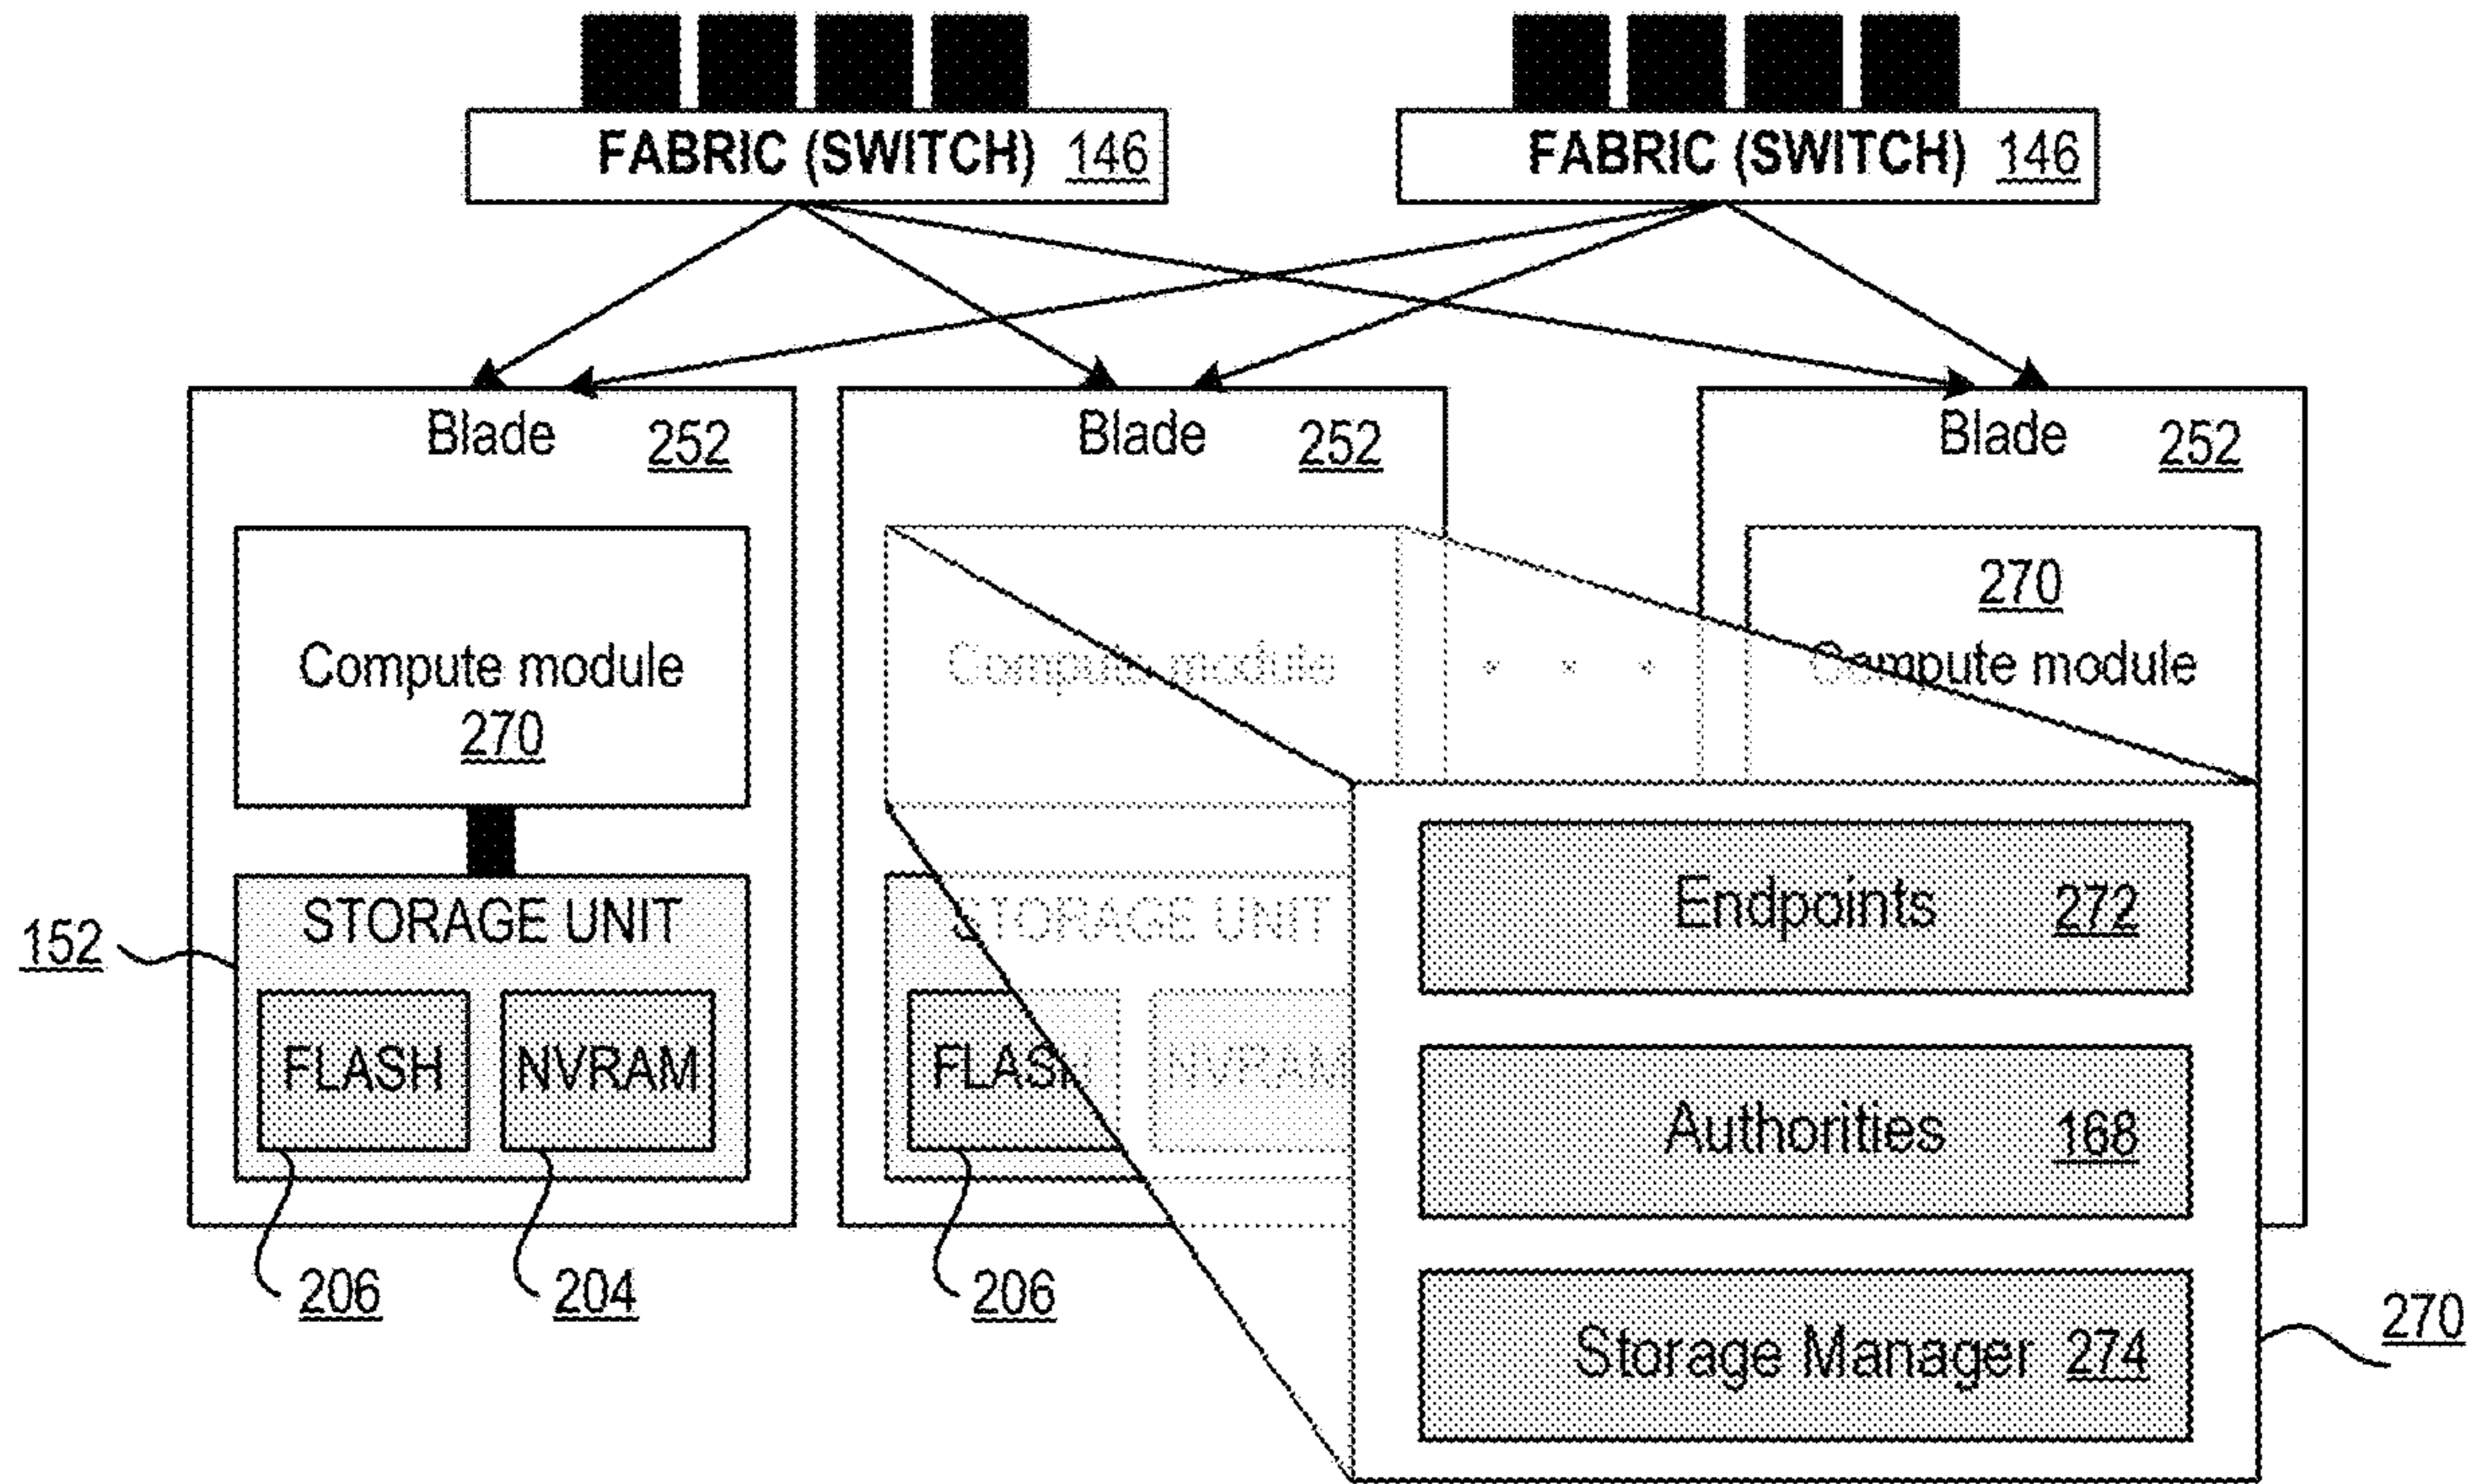 FABRIC (SWITCH) 146
FABRIC (SWITCH) 146
Blade 252
Blade 252
Blade 252
Compute module
270
Compute module
. . .
270
Compute module
152
STORAGE UNIT
FLASH
NVRAM
206
204
STORAGE UNIT
FLASH
NVRAM
206
Endpoints 272
Authorities 168
Storage Manager 274
270